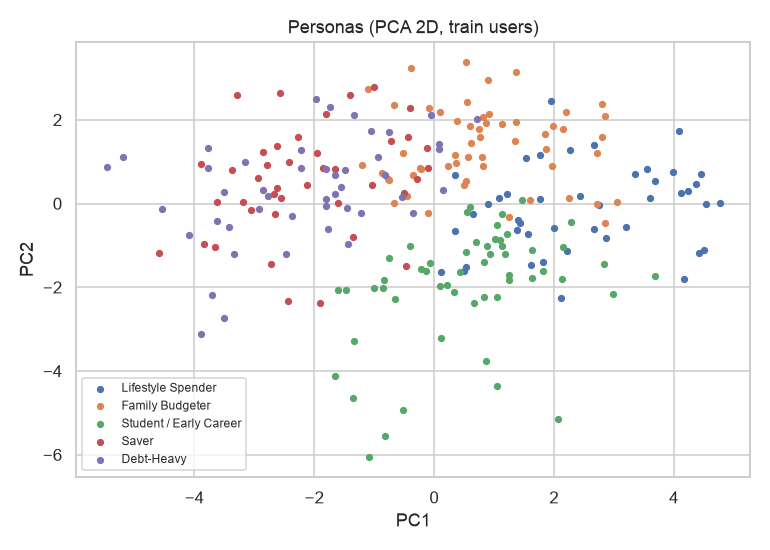 Personas (PCA 2D, train users)
PC2
2
0
−2
−4
−6
Lifestyle Spender
Family Budgeter
Student / Early Career
Saver
Debt-Heavy
−4
−2
0
2
4
PC1